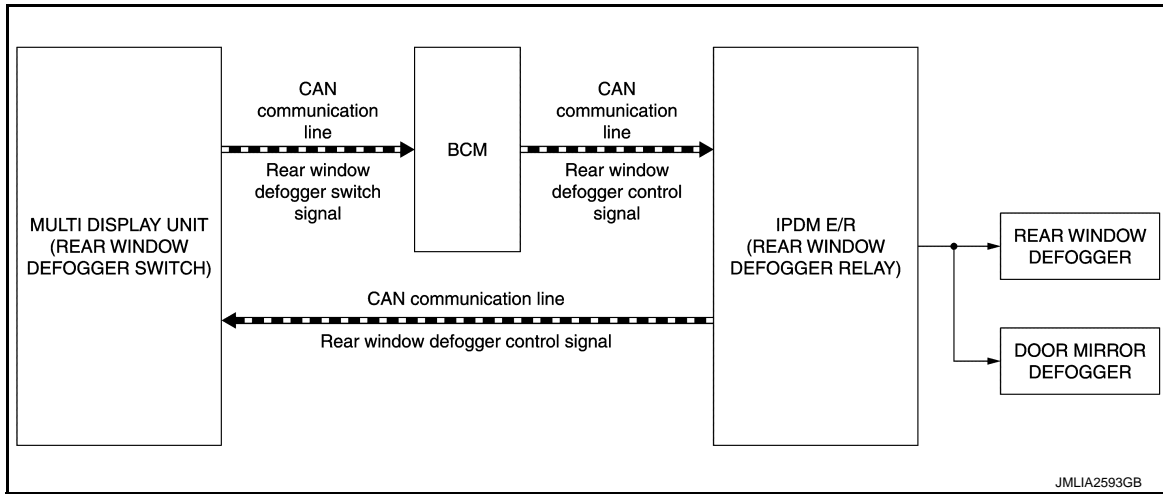 MULTI DISPLAY UNIT
(REAR WINDOW
DEFOGGER SWITCH)
CAN
communication
line
Rear window
defogger switch
signal
BCM
CAN
communication
line
Rear window
defogger control
signal
CAN communication line
Rear window defogger control signal
IPDM E/R
(REAR WINDOW
DEFOGGER RELAY)
REAR WINDOW
DEFOGGER
DOOR MIRROR
DEFOGGER
JMLIA2593GB